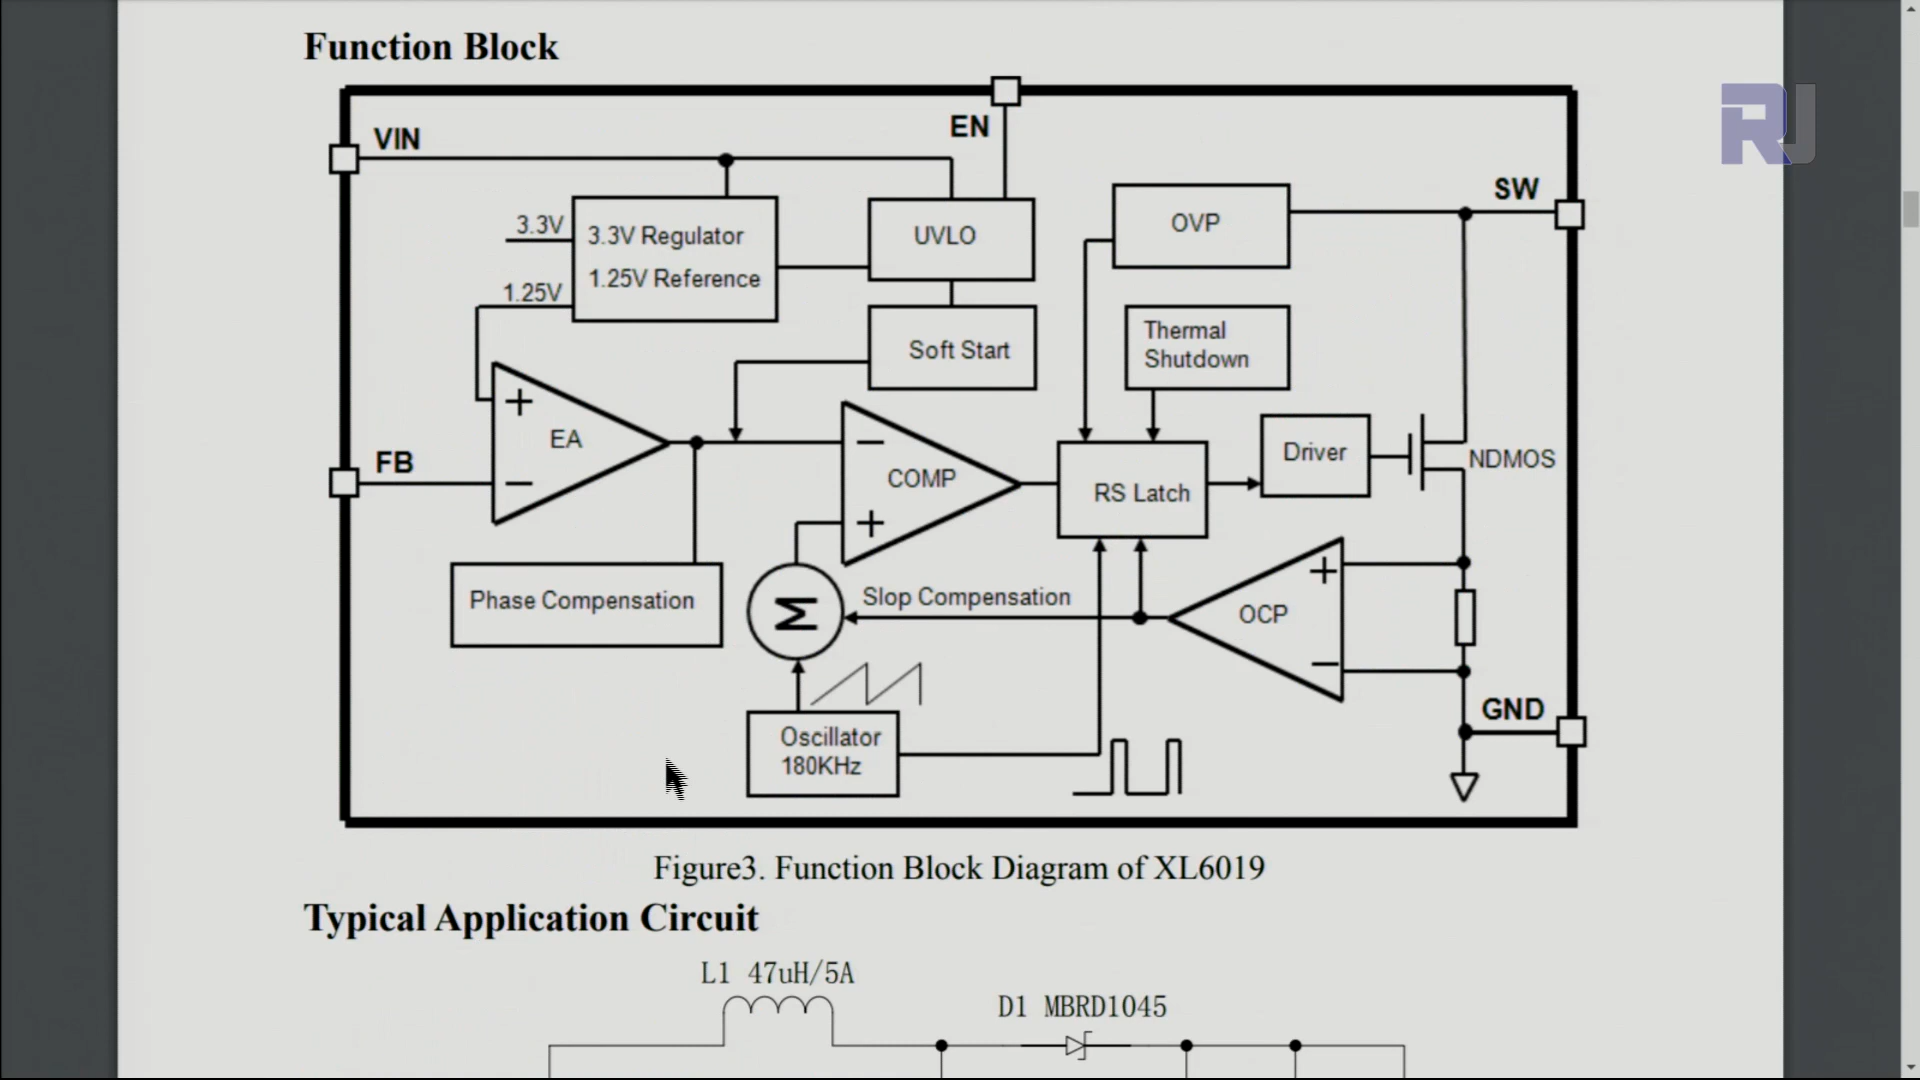 Function Block
VIN
EN
SW
3.3V
3.3V Regulator
1.25V Reference
1.25V
UVLO
OVP
Soft Start
Thermal
Shutdown
+
EA
−
FB
−
COMP
+
RS Latch
Driver
NDMOS
Phase Compensation
Σ
Slop Compensation
+
OCP
−
GND
Oscillator
180KHz
Figure3. Function Block Diagram of XL6019
Typical Application Circuit
L1 47uH/5A
D1 MBRD1045
RJ